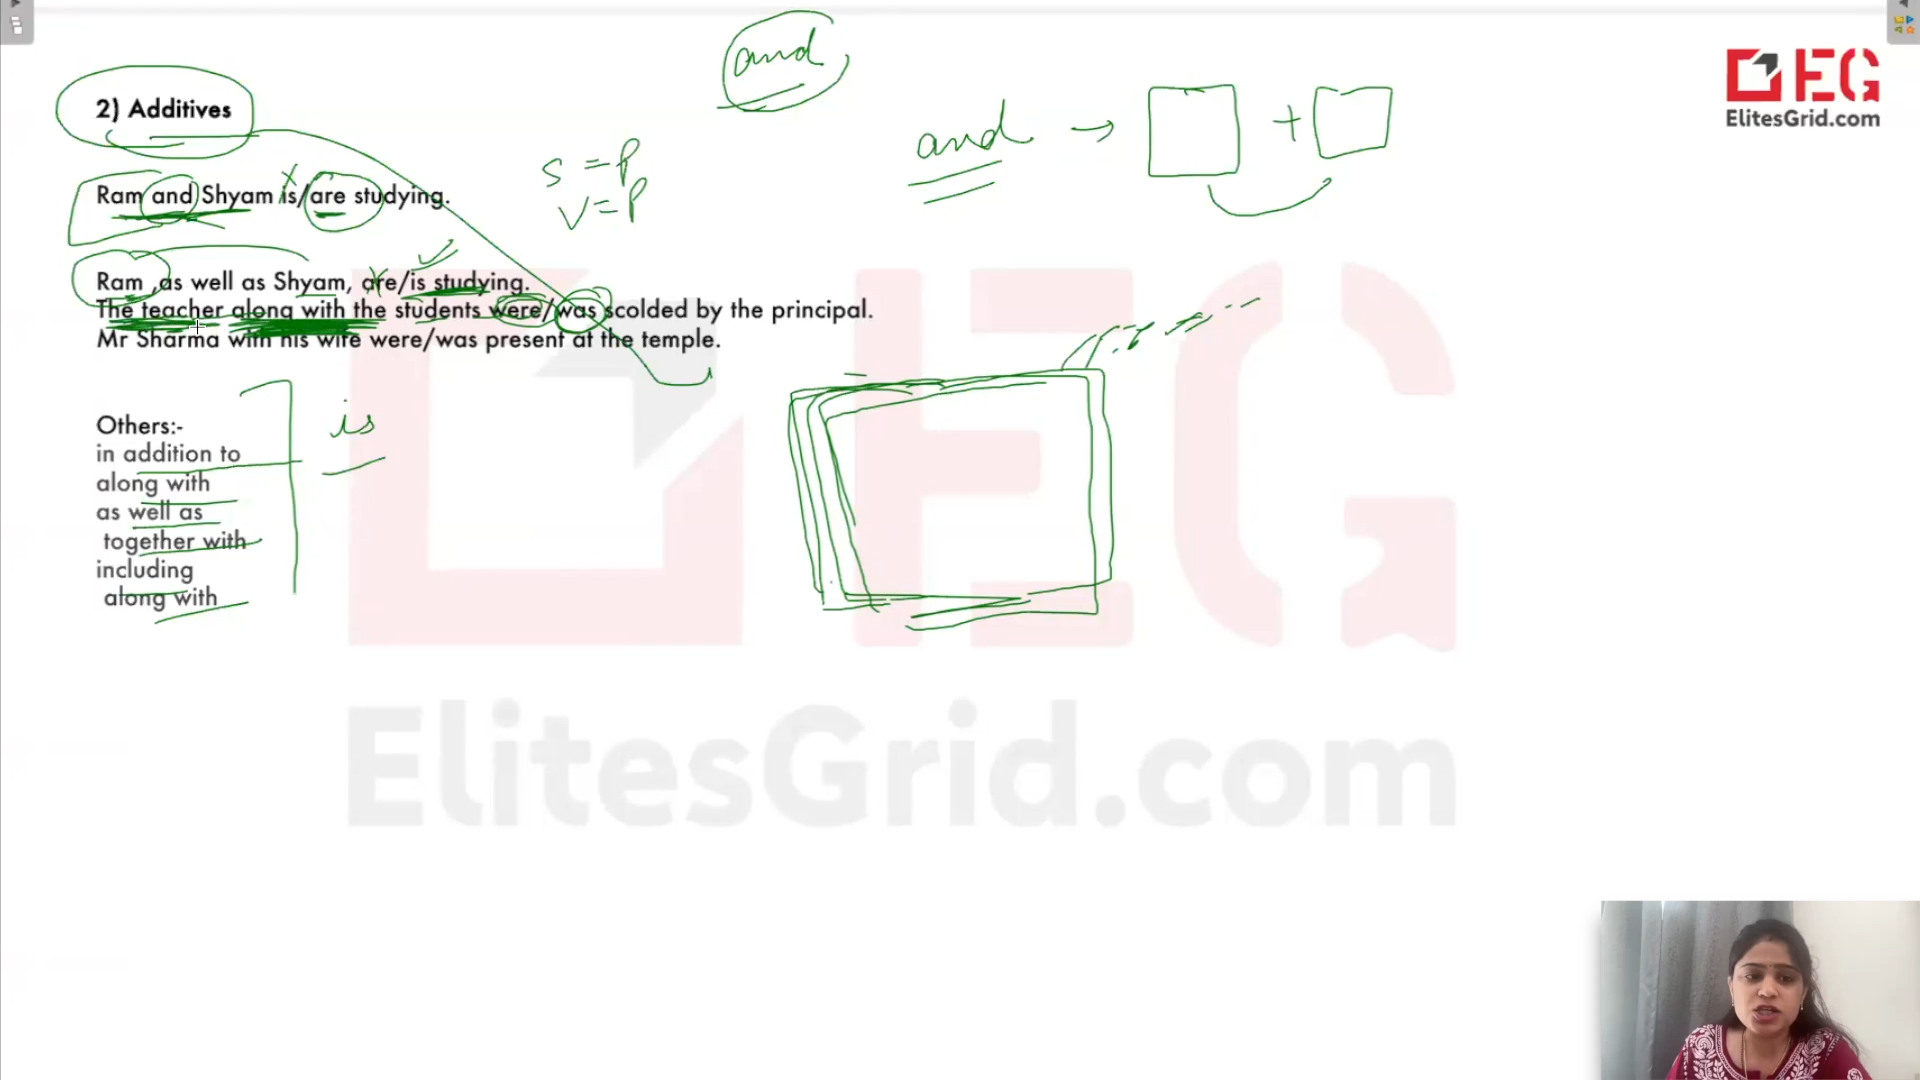 and
EG
ElitesGrid.com
2) Additives
and → +
s = p
v = p
Ram and Shyam is/are studying.
Ram ,as well as Shyam, are/is studying.
The teacher along with the students were/was scolded by the principal.
Mr Sharma with his wife were/was present at the temple.
Others:-
is
in addition to
along with
as well as
together with
including
along with
EG
ElitesGrid.com